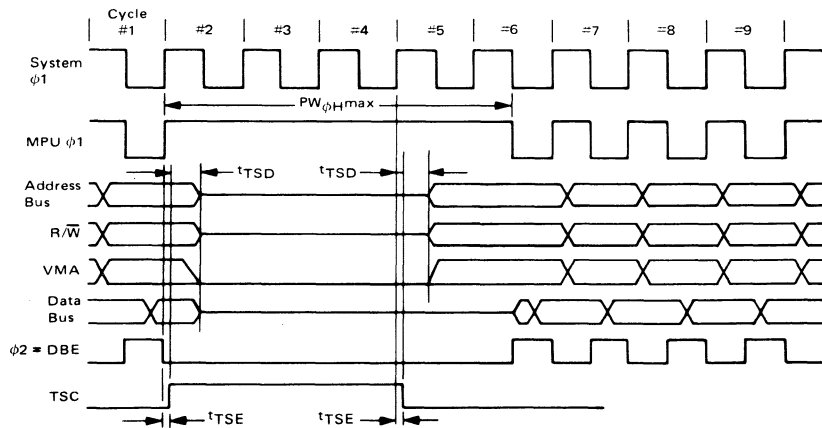 Cycle
#1 #2 =3 =4 =5 =6 =7 =8 =9
System
ϕ1
PWϕHmax
MPU ϕ1
tTSD tTSD
Address
Bus
R/W̅
VMA
Data
Bus
ϕ2 = DBE
TSC
tTSE tTSE